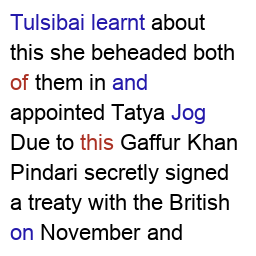 Tulsibai learnt about
this she beheaded both
of them in and
appointed Tatya Jog
Due to this Gaffur Khan
Pindari secretly signed
a treaty with the British
on November and